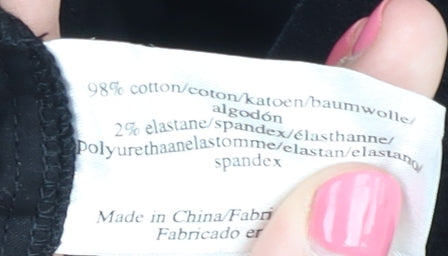 98% cotton/coton/katoen/baumwolle/
algodón
2% elastane/spandex/élasthanne/
polyurethaanelastomme/elastan/elastano/
spandex
Made in China/Fabri
Fabricado en